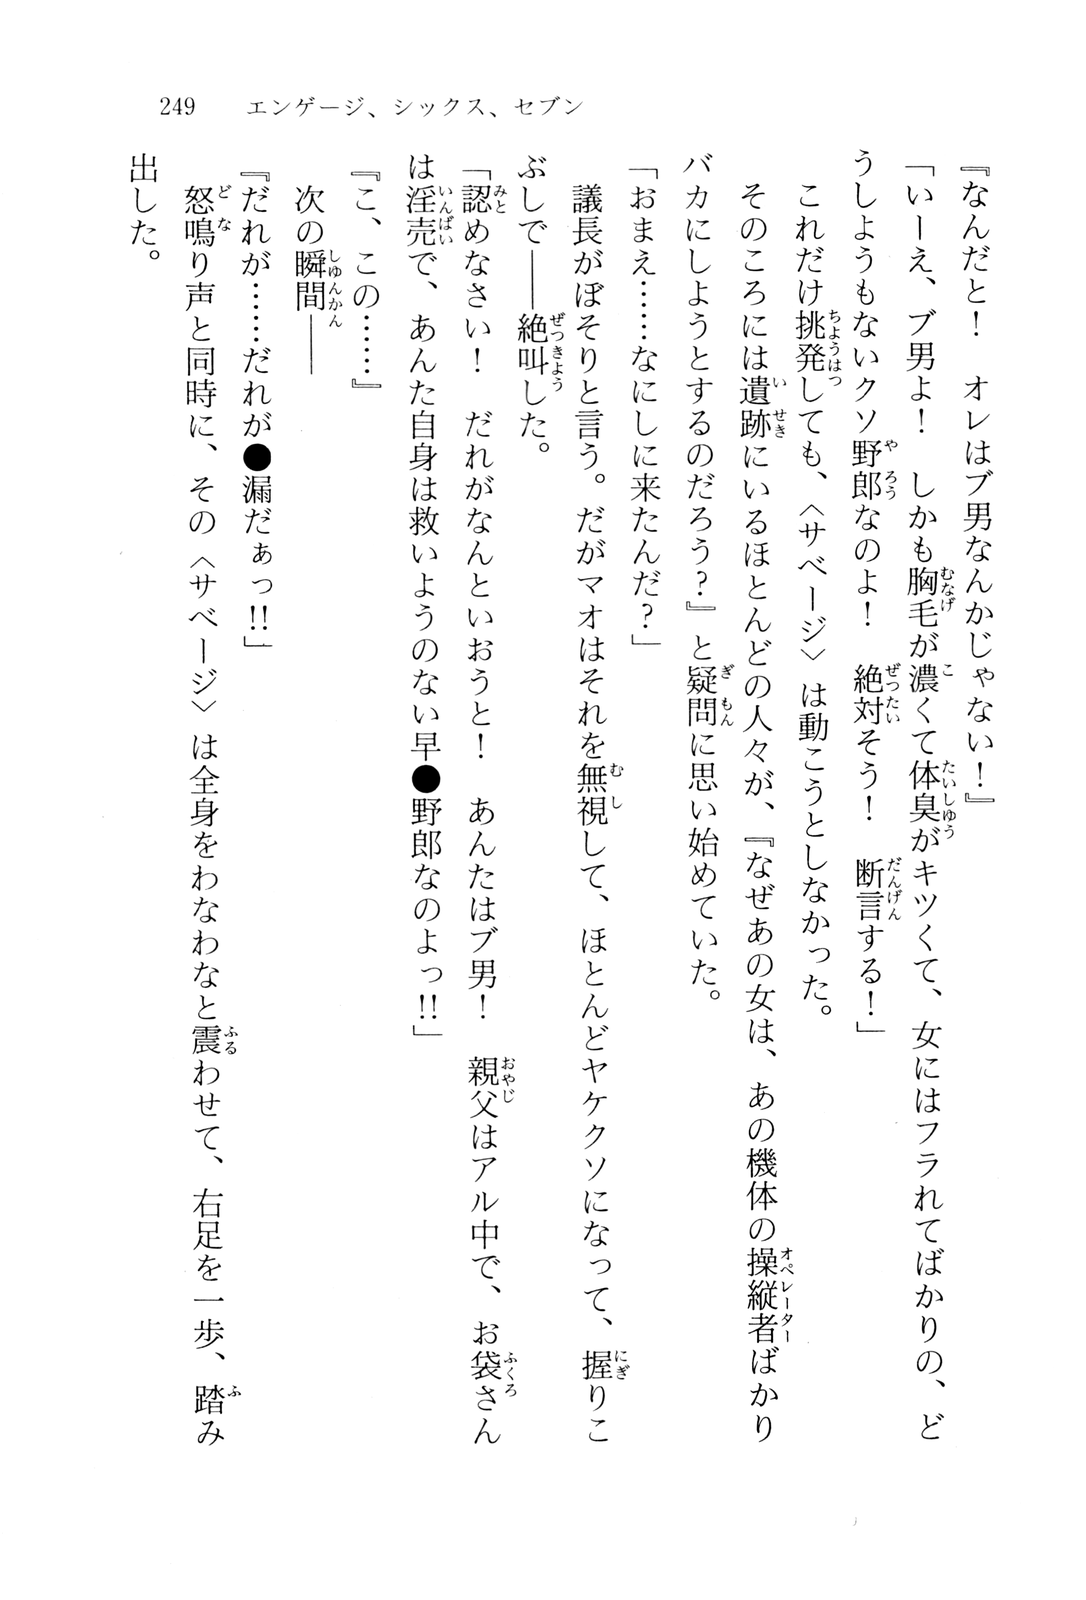 249　エンゲージ、シックス、セブン
『なんだと！　オレはブ男なんかじゃない！』
「いーえ、ブ男よ！　しかも胸毛が濃くて体臭がキツくて、女にはフラれてばかりの、ど
うしようもないクソ野郎なのよ！　絶対そう！　断言する！」
これだけ挑発しても、〈サベージ〉は動こうとしなかった。
そのころには遺跡にいるほとんどの人々が、『なぜあの女は、あの機体の操縦者ばかり
バカにしようとするのだろう？』と疑問に思い始めていた。
「おまえ……なにしに来たんだ？」
議長がぼそりと言う。だがマオはそれを無視して、ほとんどヤケクソになって、握りこ
ぶしで――絶叫した。
「認めなさい！　だれがなんといおうと！　あんたはブ男！　親父はアル中で、お袋さん
は淫売で、あんた自身は救いようのない早●野郎なのよっ!!」
『こ、この……』
次の瞬間――
『だれが……だれが●漏だぁっ!!」
怒鳴り声と同時に、その〈サベージ〉は全身をわなわなと震わせて、右足を一歩、踏み
出した。